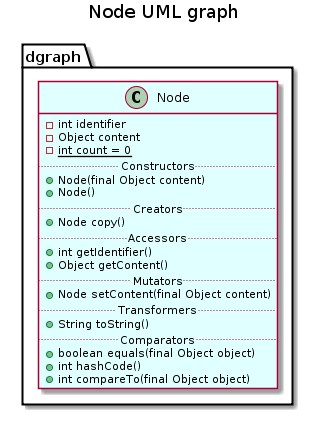 Node UML graph
dgraph
C Node
int identifier
Object content
int count = 0
Constructors
Node(final Object content)
Node()
Creators
Node copy()
Accessors
int getIdentifier()
Object getContent()
Mutators
Node setContent(final Object content)
Transformers
String toString()
Comparators
boolean equals(final Object object)
int hashCode()
int compareTo(final Object object)